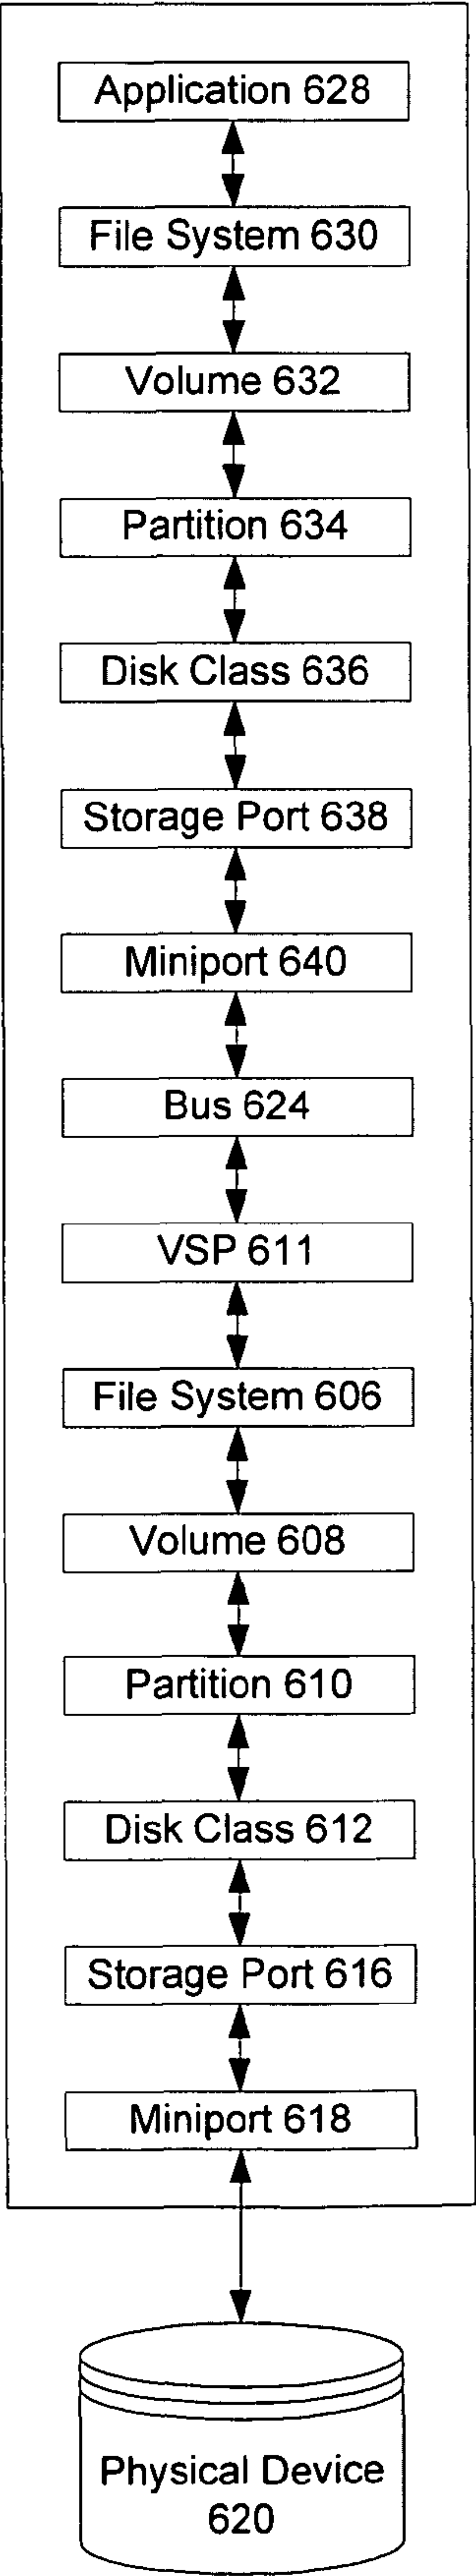 Application 628
File System 630
Volume 632
Partition 634
Disk Class 636
Storage Port 638
Miniport 640
Bus 624
VSP 611
File System 606
Volume 608
Partition 610
Disk Class 612
Storage Port 616
Miniport 618
Physical Device
620